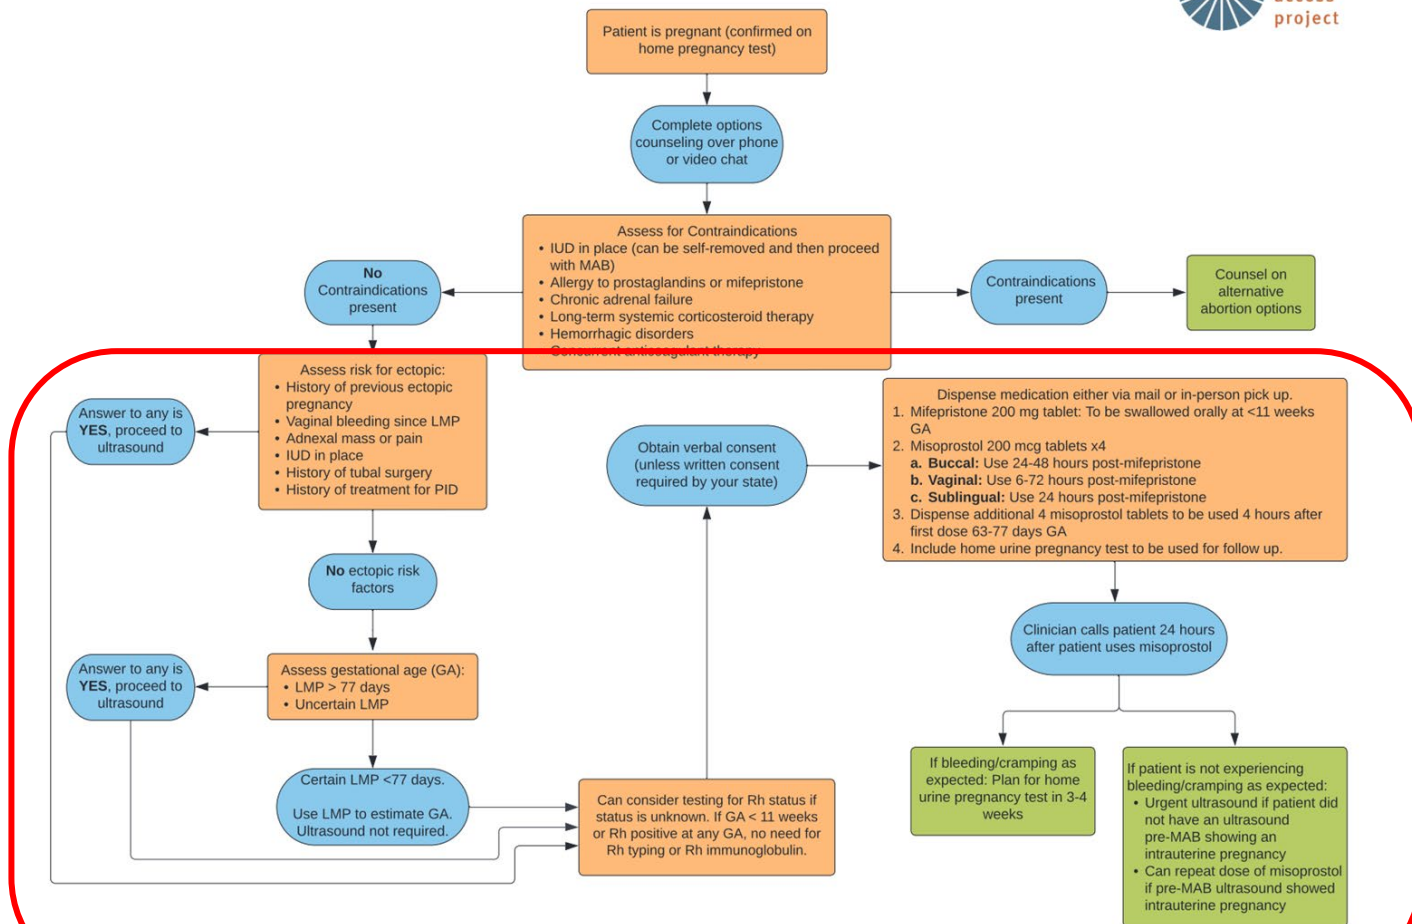 project
Patient is pregnant (confirmed on
home pregnancy test)
Complete options
counseling over phone
or video chat
Assess for Contraindications
• IUD in place (can be self-removed and then proceed
with MAB)
• Allergy to prostaglandins or mifepristone
• Chronic adrenal failure
• Long-term systemic corticosteroid therapy
• Hemorrhagic disorders
Concurrent anticoagulant therapy
No
Contraindications
present
Contraindications
present
Counsel on
alternative
abortion options
Assess risk for ectopic:
• History of previous ectopic
pregnancy
• Vaginal bleeding since LMP
• Adnexal mass or pain
• IUD in place
• History of tubal surgery
• History of treatment for PID
Answer to any is
YES, proceed to
ultrasound
No ectopic risk
factors
Assess gestational age (GA):
• LMP > 77 days
• Uncertain LMP
Answer to any is
YES, proceed to
ultrasound
Certain LMP <77 days.
Use LMP to estimate GA.
Ultrasound not required.
Can consider testing for Rh status if
status is unknown. If GA < 11 weeks
or Rh positive at any GA, no need for
Rh typing or Rh immunoglobulin.
Obtain verbal consent
(unless written consent
required by your state)
Dispense medication either via mail or in-person pick up.
1. Mifepristone 200 mg tablet: To be swallowed orally at <11 weeks
GA
2. Misoprostol 200 mcg tablets x4
a. Buccal: Use 24-48 hours post-mifepristone
b. Vaginal: Use 6-72 hours post-mifepristone
c. Sublingual: Use 24 hours post-mifepristone
3. Dispense additional 4 misoprostol tablets to be used 4 hours after
first dose 63-77 days GA
4. Include home urine pregnancy test to be used for follow up.
Clinician calls patient 24 hours
after patient uses misoprostol
If bleeding/cramping as
expected: Plan for home
urine pregnancy test in 3-4
weeks
If patient is not experiencing
bleeding/cramping as expected:
• Urgent ultrasound if patient did
not have an ultrasound
pre-MAB showing an
intrauterine pregnancy
• Can repeat dose of misoprostol
if pre-MAB ultrasound showed
intrauterine pregnancy